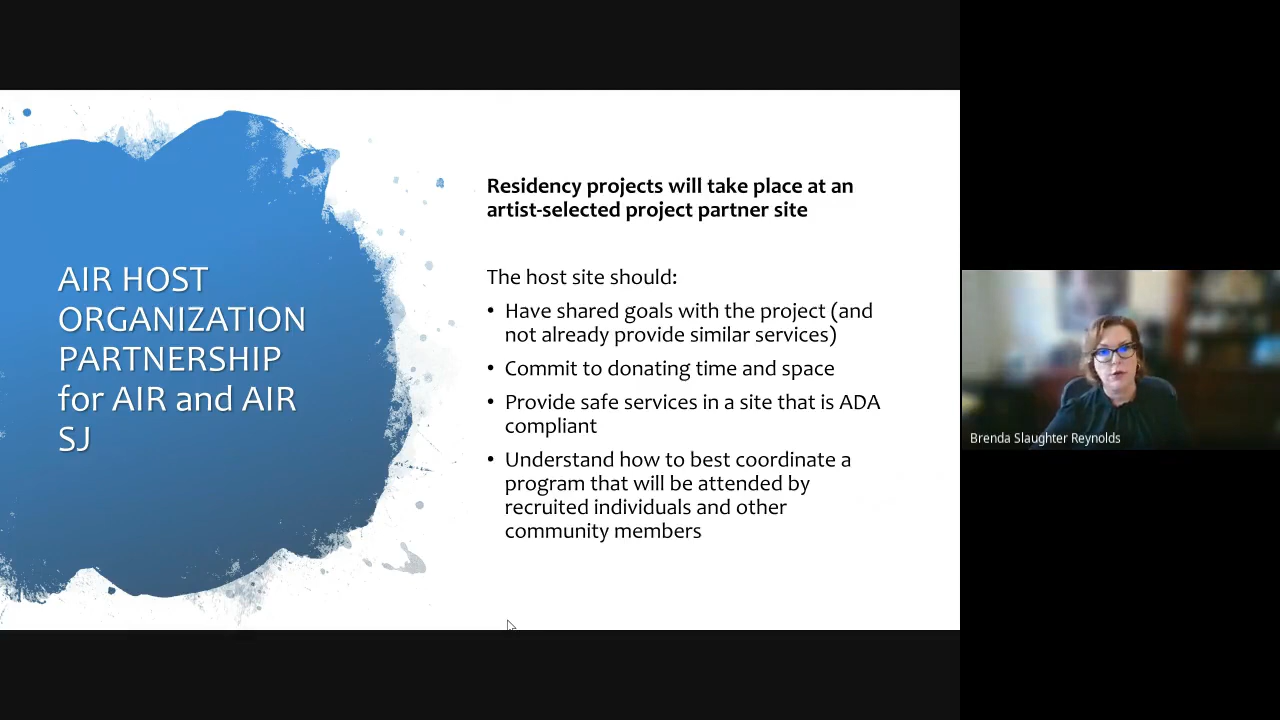 AIR HOST
ORGANIZATION
PARTNERSHIP
for AIR and AIR
SJ
Residency projects will take place at an
artist-selected project partner site
The host site should:
• Have shared goals with the project (and
not already provide similar services)
• Commit to donating time and space
• Provide safe services in a site that is ADA
compliant
• Understand how to best coordinate a
program that will be attended by
recruited individuals and other
community members
Brenda Slaughter Reynolds